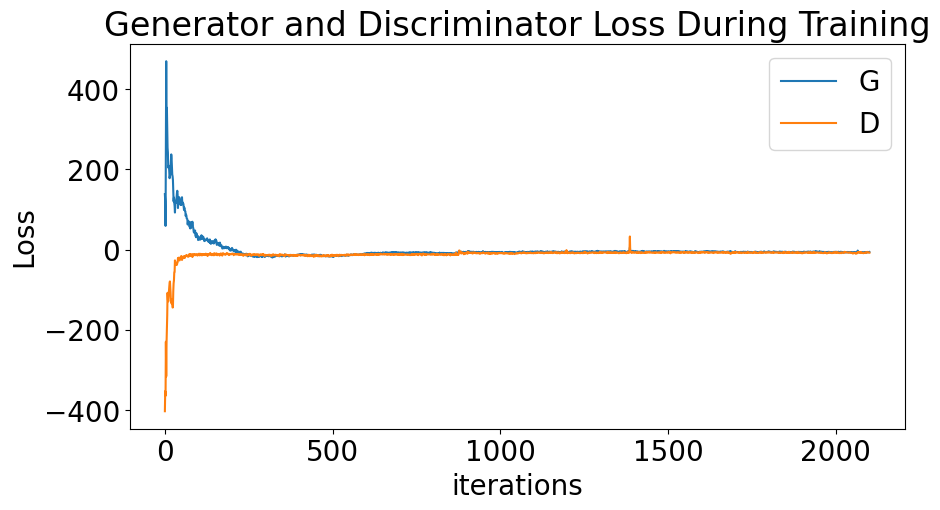 Generator and Discriminator Loss During Training
G
D
Loss
400
200
0
−200
−400
0 500 1000 1500 2000
iterations